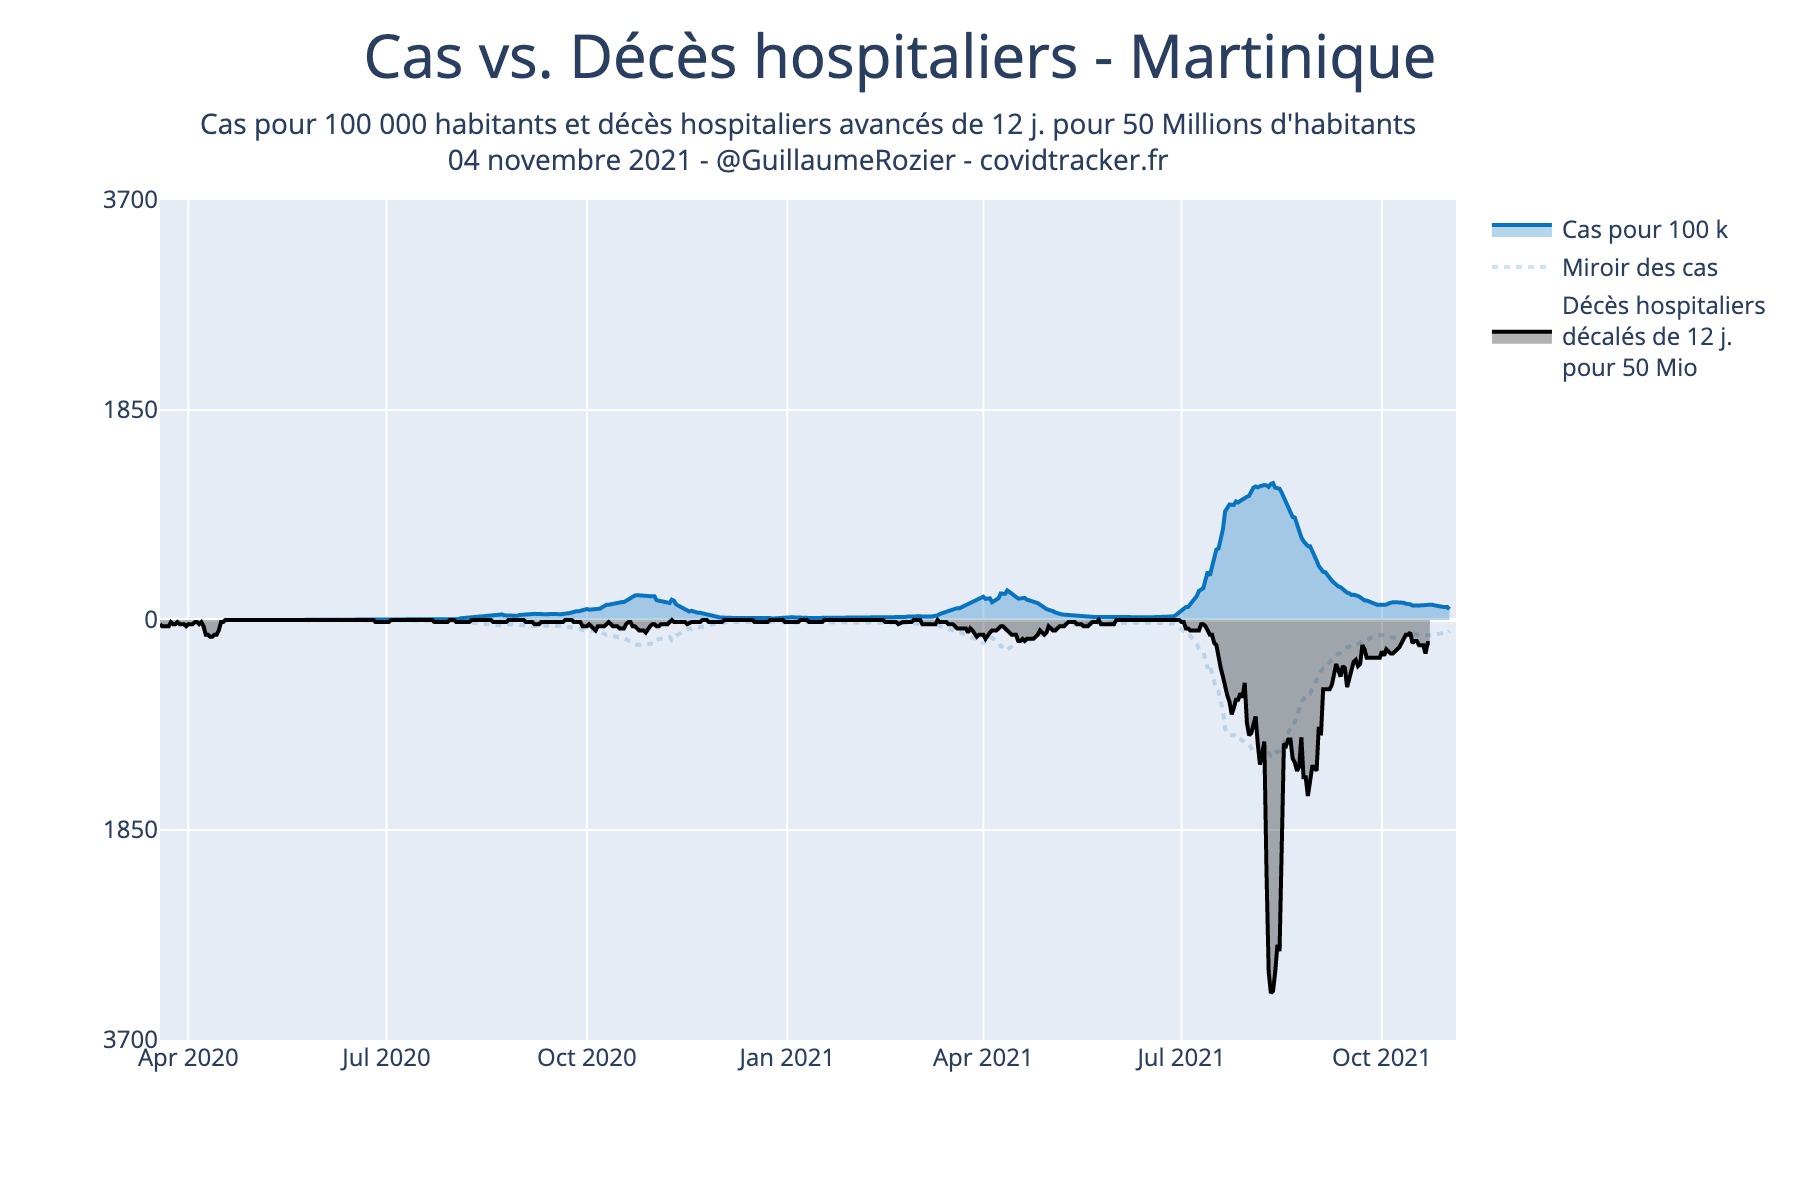 Cas vs. Décès hospitaliers - Martinique
Cas pour 100 000 habitants et décès hospitaliers avancés de 12 j. pour 50 Millions d'habitants
04 novembre 2021 - @GuillaumeRozier - covidtracker.fr
3700
1850
0
1850
3700
Apr 2020
Jul 2020
Oct 2020
Jan 2021
Apr 2021
Jul 2021
Oct 2021
Cas pour 100 k
Miroir des cas
Décès hospitaliers
décalés de 12 j.
pour 50 Mio